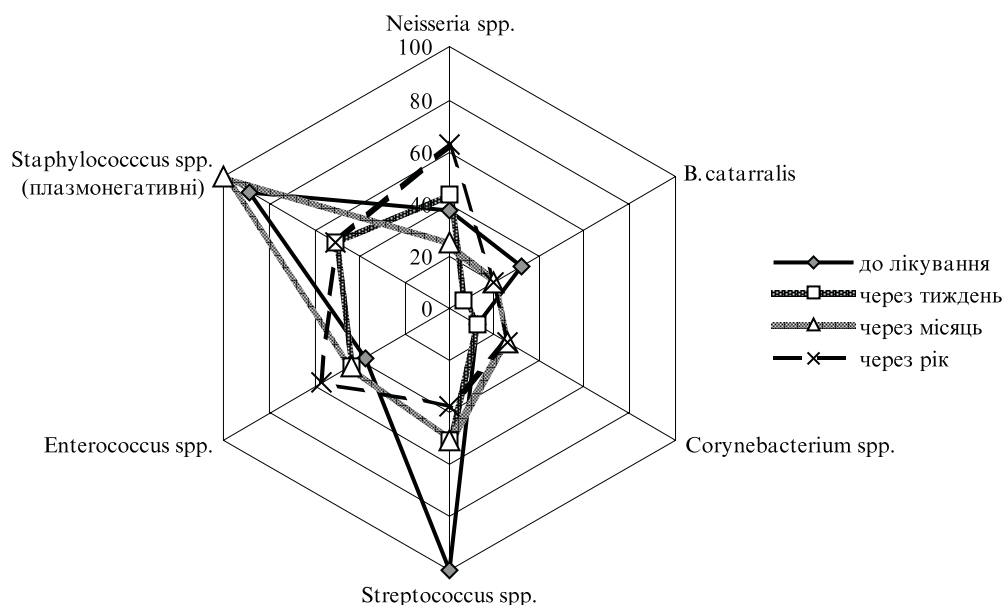 Neisseria spp.
100
80
60
40
20
0
Staphylococccus spp.
(плазмонегативні)
B. catarralis
до лікування
через тиждень
через місяць
через рік
Enterococcus spp.
Corynebacterium spp.
Streptococcus spp.